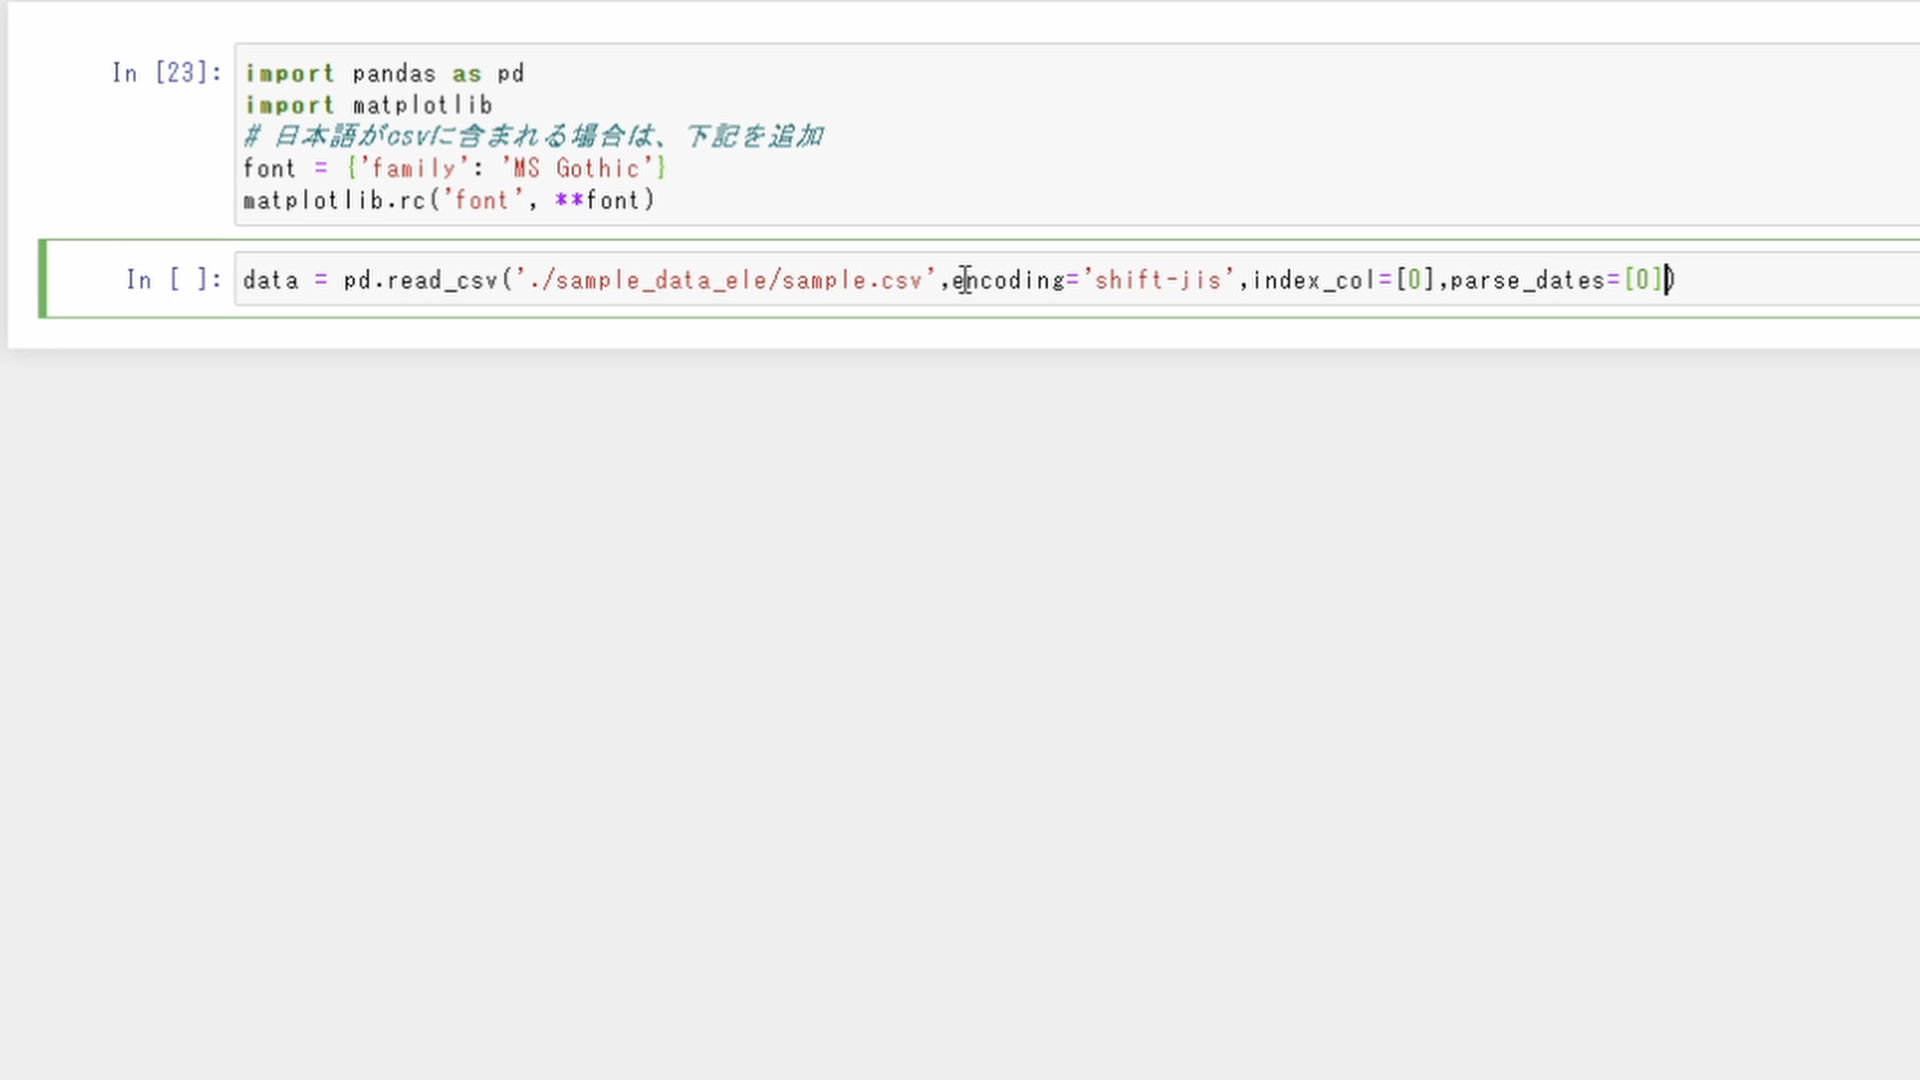 In [23]:
import pandas as pd
import matplotlib
# 日本語がcsvに含まれる場合は、下記を追加
font = {'family': 'MS Gothic'}
matplotlib.rc('font', **font)
In [ ]:
data = pd.read_csv('./sample_data_ele/sample.csv',encoding='shift-jis',index_col=[0],parse_dates=[0])